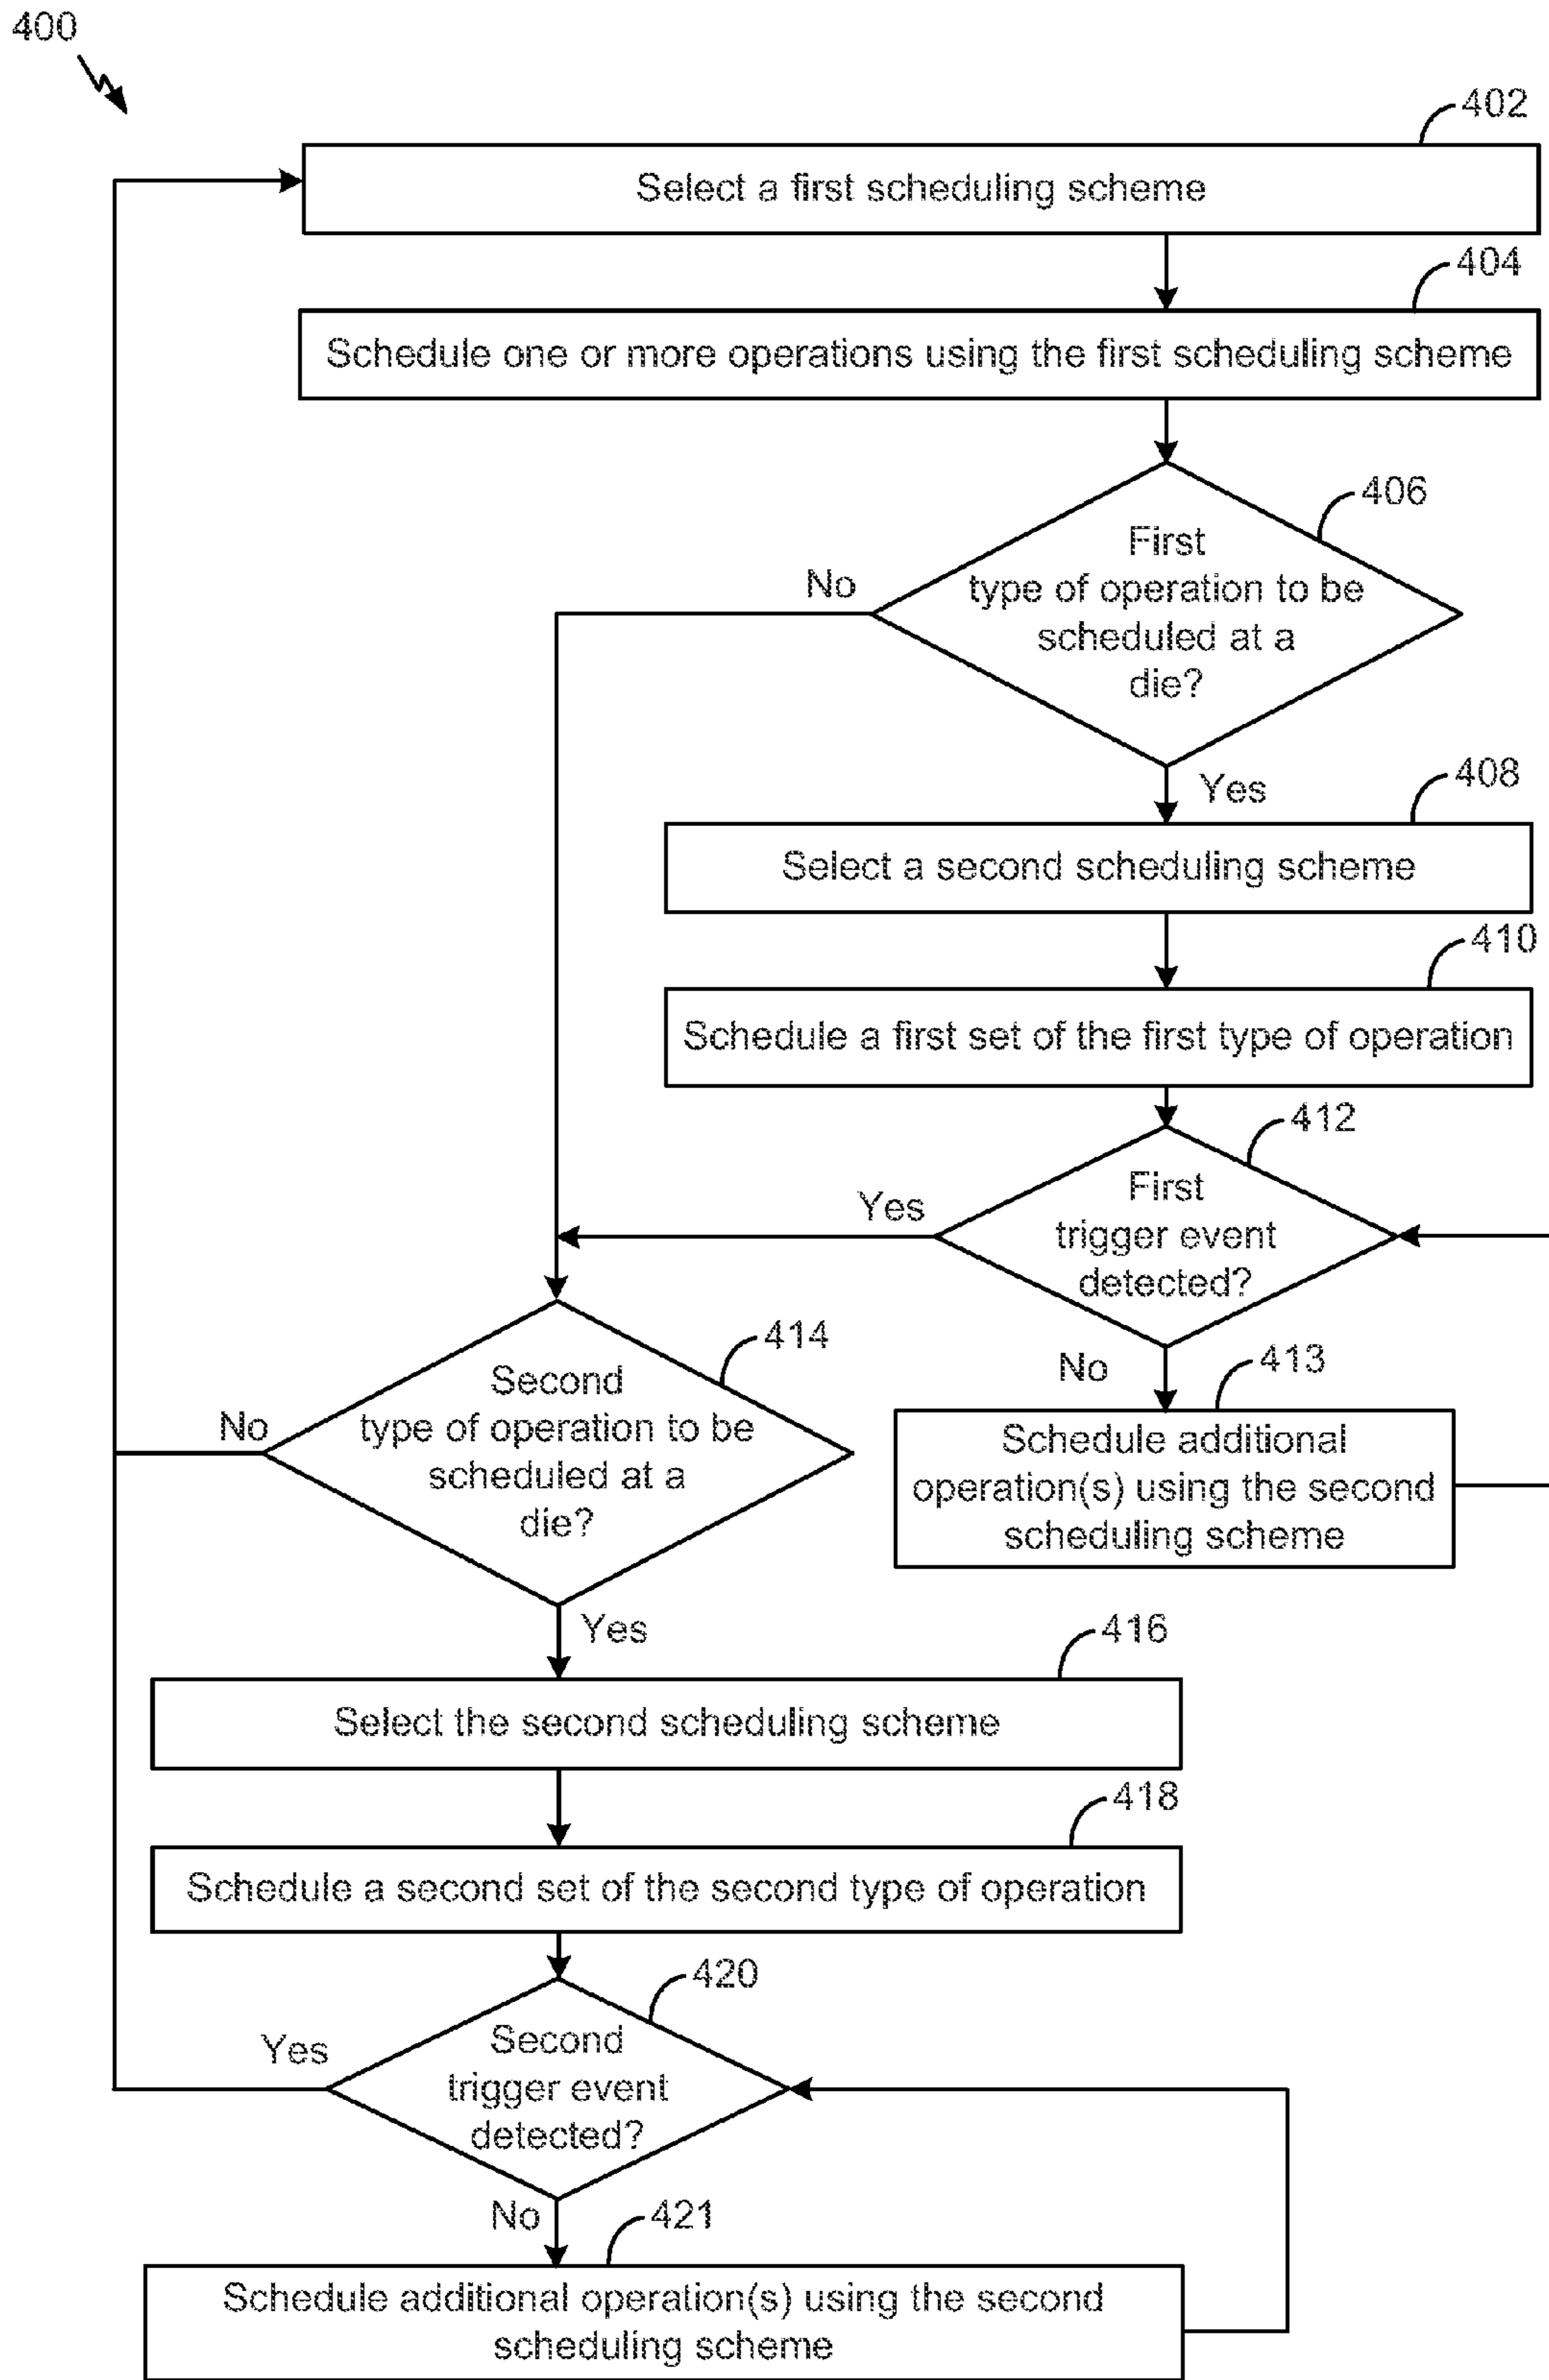 400
402
Select a first scheduling scheme
404
Schedule one or more operations using the first scheduling scheme
406
First
type of operation to be
scheduled at a
die?
No
Yes
408
Select a second scheduling scheme
410
Schedule a first set of the first type of operation
412
First
trigger event
detected?
Yes
No
413
Schedule additional
operation(s) using the second
scheduling scheme
414
Second
type of operation to be
scheduled at a
die?
No
Yes
416
Select the second scheduling scheme
418
Schedule a second set of the second type of operation
420
Second
trigger event
detected?
Yes
No
421
Schedule additional operation(s) using the second
scheduling scheme